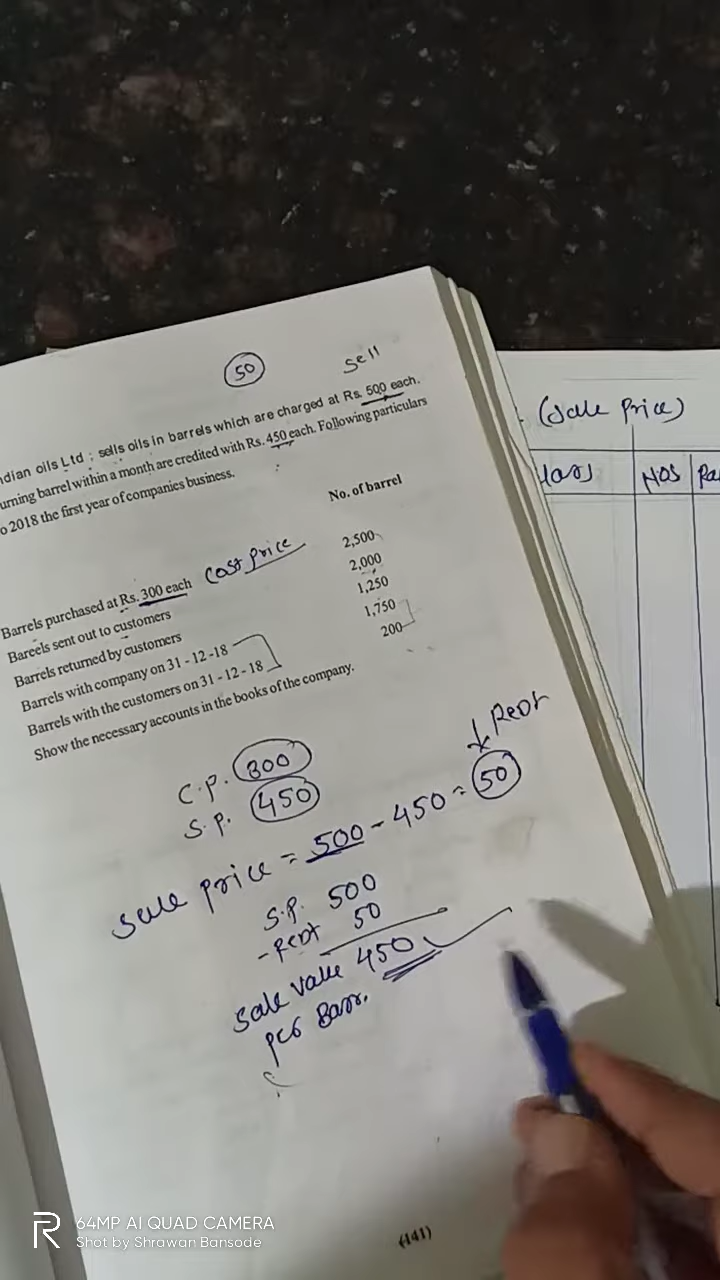 50
sell
ndian oils Ltd ; sells oils in barrels which are charged at Rs. 500 each.
urning barrel within a month are credited with Rs. 450 each. Following particulars
o 2018 the first year of companies business.
No. of barrel
Barrels purchased at Rs. 300 each cost price 2,500
Bareels sent out to customers 2,000
Barrels returned by customers 1,250
Barrels with company on 31 - 12 -18 1,750
Barrels with the customers on 31 - 12 -18 200
Show the necessary accounts in the books of the company.
C.P. 300
S.P. 450
Rent
Sale price = 500 - 450 = 50
S.P. 500
- Rent 50
Sale value 450
per Barr.
(141)
(Sale Price)
lars NOS Ra
64MP AI QUAD CAMERA
Shot by Shrawan Bansode